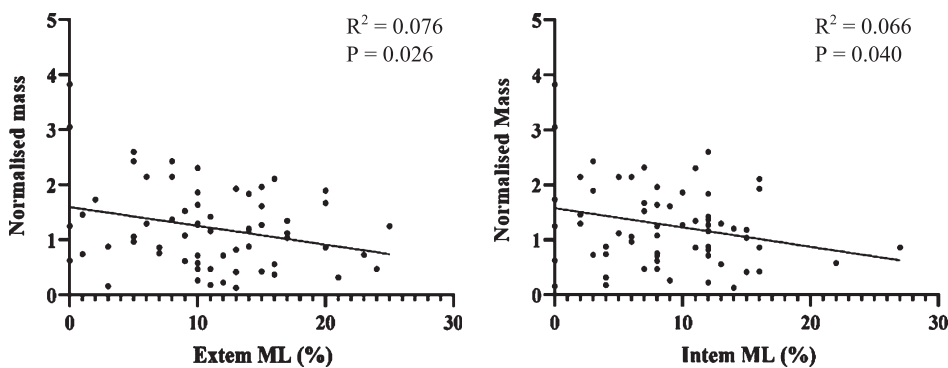 R² = 0.076
P = 0.026
Normalised mass
5
4
3
2
1
0
0
10
20
30
Extem ML (%)
R² = 0.066
P = 0.040
Normalised Mass
5
4
3
2
1
0
0
10
20
30
Intem ML (%)